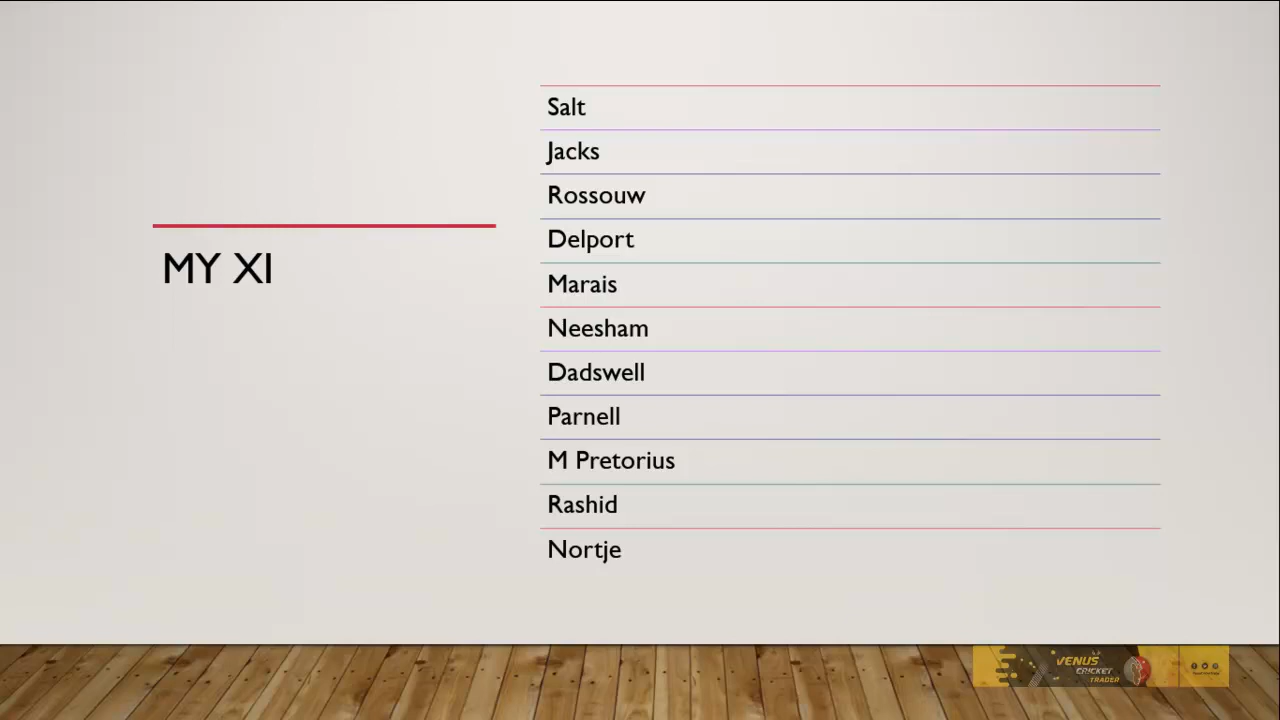 MY XI
Salt
Jacks
Rossouw
Delport
Marais
Neesham
Dadswell
Parnell
M Pretorius
Rashid
Nortje
VENUS
CRICKET
TRADER